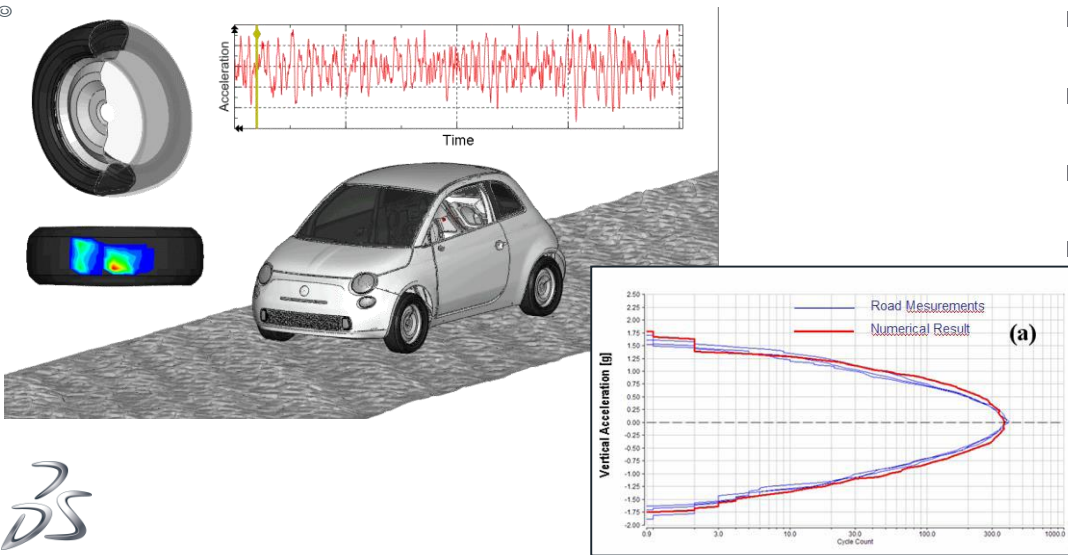 ©
Acceleration
Time
Road Mesurements
Numerical Result
(a)
Vertical Acceleration [g]
2.50
2.25
2.00
1.75
1.50
1.25
1.00
0.75
0.50
0.25
0.00
-0.25
-0.50
-0.75
-1.00
-1.25
-1.50
-1.75
-2.00
0.9 3.0 10.0 30.0 100.0 300.0 1000.0
Cycle Count
DS